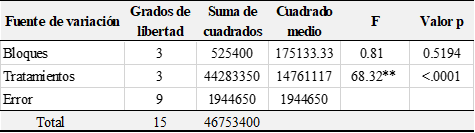 Fuente de variación Grados de libertad Suma de cuadrados Cuadrado medio F Valor p
Bloques 3 525400 175133.33 0.81 0.5194
Tratamientos 3 44283350 14761117 68.32** <.0001
Error 9 1944650 1944650
Total 15 46753400